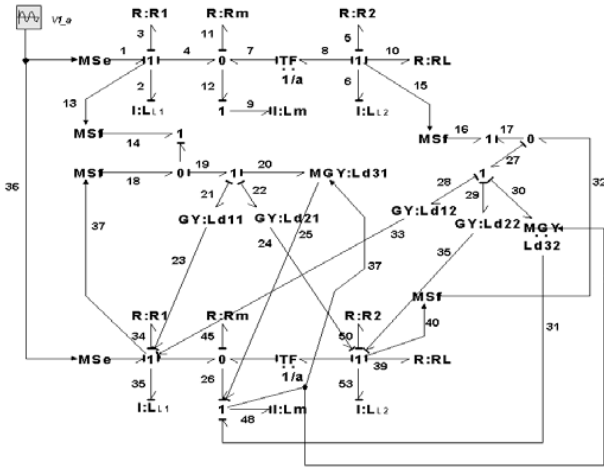 V1_a
R:R1 R:Rm R:R2
3 11 5
1 4 7 8 10
MSe 1 0 TF 1 R:RL
1/a
2 12 9 6 15
13
I:LL1 1 I:Lm I:LL2
MSf 1 MSf 16 1 17 0
14
27
MSf 18 0 19 1 20 MGY:Ld31 1
36 21 22 28 29 30 32
GY:Ld11 GY:Ld21 GY:Ld12 GY:Ld22 MGY
37 25 33 Ld32
23 24 37 35
MSf
R:R1 R:Rm R:R2 40 31
34 45 50
MSe 1 0 TF 1 39 R:RL
1/a
35 26 53
I:LL1 1 I:Lm I:LL2
48